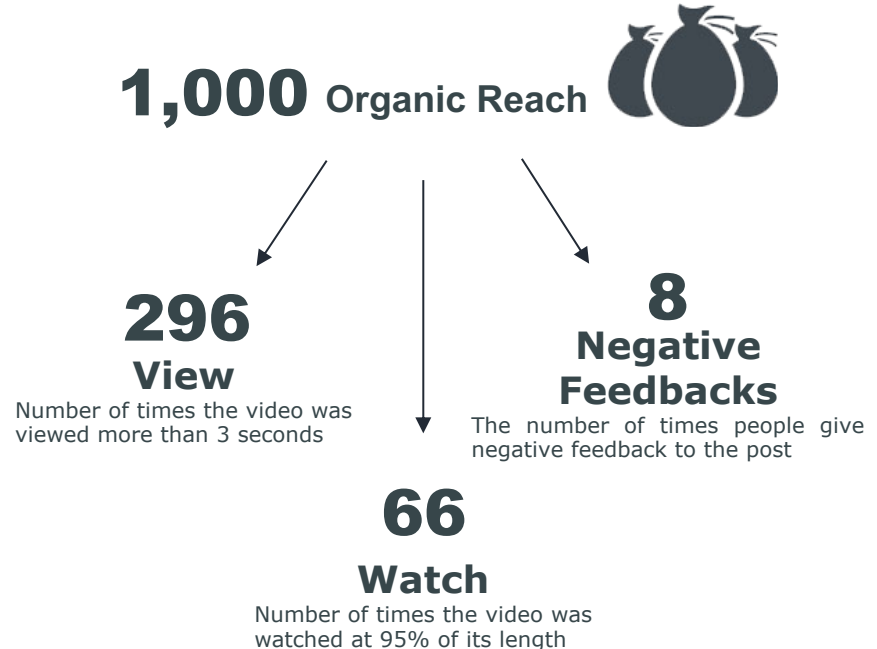 1,000 Organic Reach
296
View
Number of times the video was
viewed more than 3 seconds
8
Negative
Feedbacks
The number of times people give
negative feedback to the post
66
Watch
Number of times the video was
watched at 95% of its length